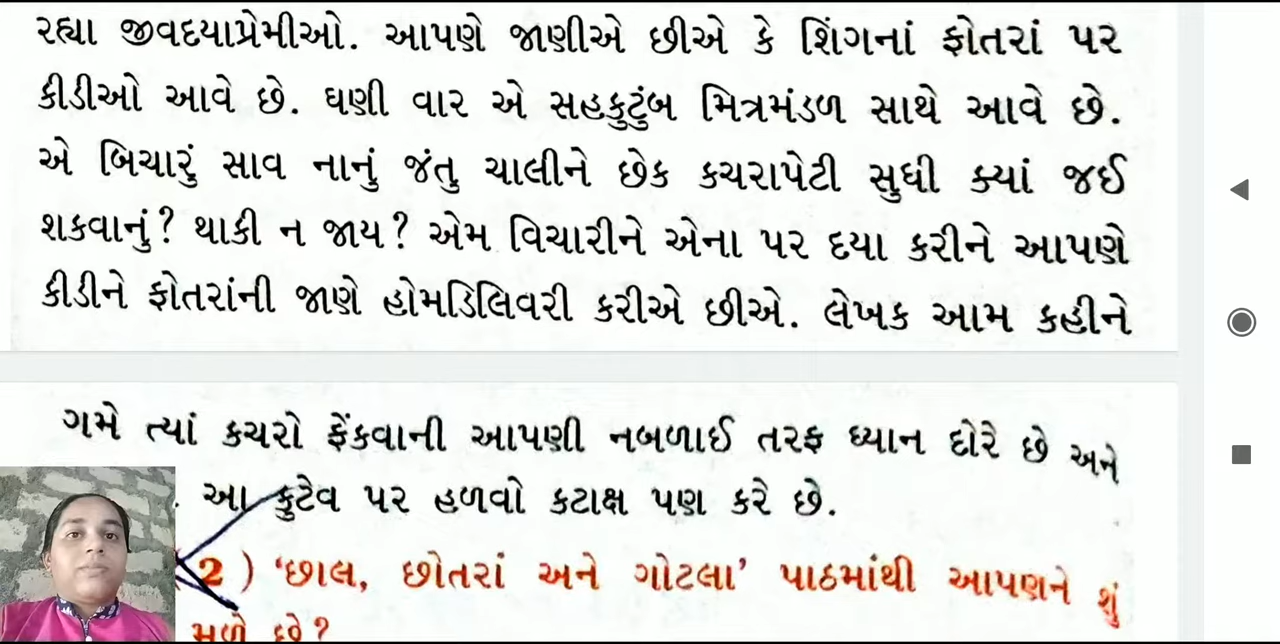 રહ્યા જીવદયાપ્રેમીઓ. આપણે જાણીએ છીએ કે શિંગનાં ફોતરાં પર
કીડીઓ આવે છે. ઘણી વાર એ સહકુટુંબ મિત્રમંડળ સાથે આવે છે.
એ બિચારું સાવ નાનું જંતુ ચાલીને છેક કચરાપેટી સુધી ક્યાં જઈ
શકવાનું? થાકી ન જાય? એમ વિચારીને એના પર દયા કરીને આપણે
કીડીને ફોતરાંની જાણે હોમડિલિવરી કરીએ છીએ. લેખક આમ કહીને
ગમે ત્યાં કચરો ફેંકવાની આપણી નબળાઈ તરફ ધ્યાન દોરે છે અને
આ કુટેવ પર હળવો કટાક્ષ પણ કરે છે.
2) ‘છાલ, છોતરાં અને ગોટલા’ પાઠમાંથી આપણને શું
મળે છે?